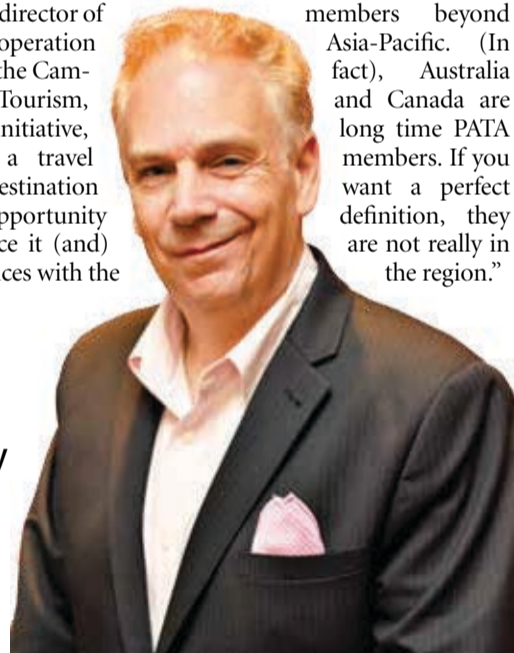 director of
operation
the Cam-
Tourism,
nitiative,
a travel
estination
pportunity
ce it (and)
ces with the
y
members beyond
Asia-Pacific. (In
fact), Australia
and Canada are
long time PATA
members. If you
want a perfect
definition, they
are not really in
the region.”